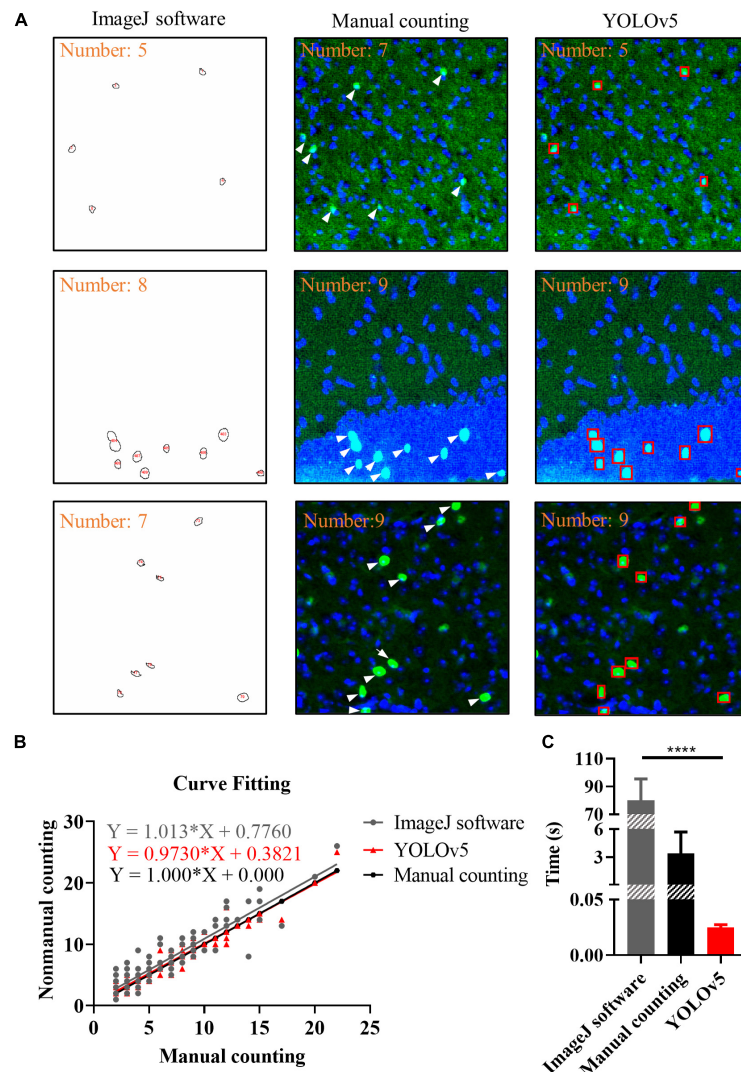 A
ImageJ software
Manual counting
YOLOv5
Number: 5
Number: 7
Number: 5
Number: 8
Number: 9
Number: 9
Number: 7
Number:9
Number: 9
B
Curve Fitting
Y = 1.013*X + 0.7760
Y = 0.9730*X + 0.3821
Y = 1.000*X + 0.000
ImageJ software
YOLOv5
Manual counting
Nonmanual counting
30
20
10
0
0
5
10
15
20
25
Manual counting
C
****
Time (s)
110
90
70
6
3
0.05
0.00
ImageJ software
Manual counting
YOLOv5